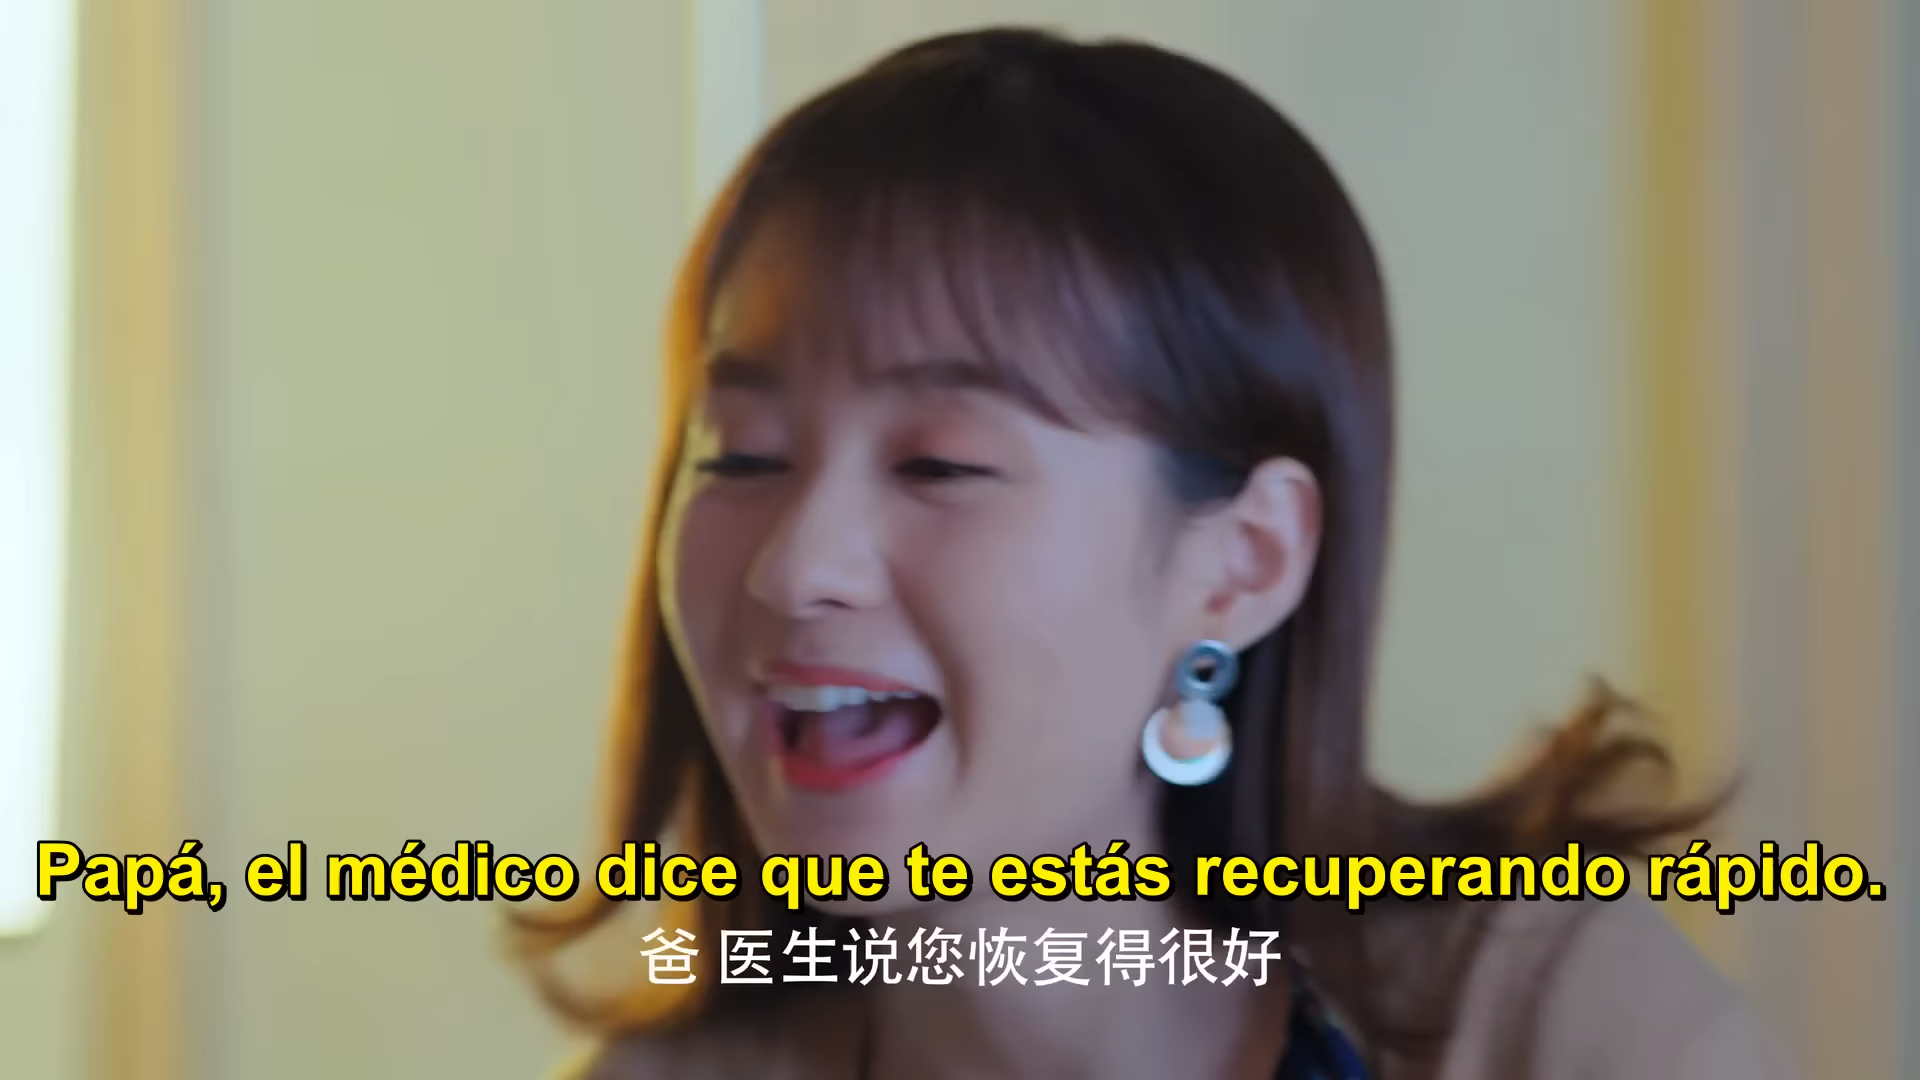 Papá, el médico dice que te estás recuperando rápido.
爸 医生说您恢复得很好